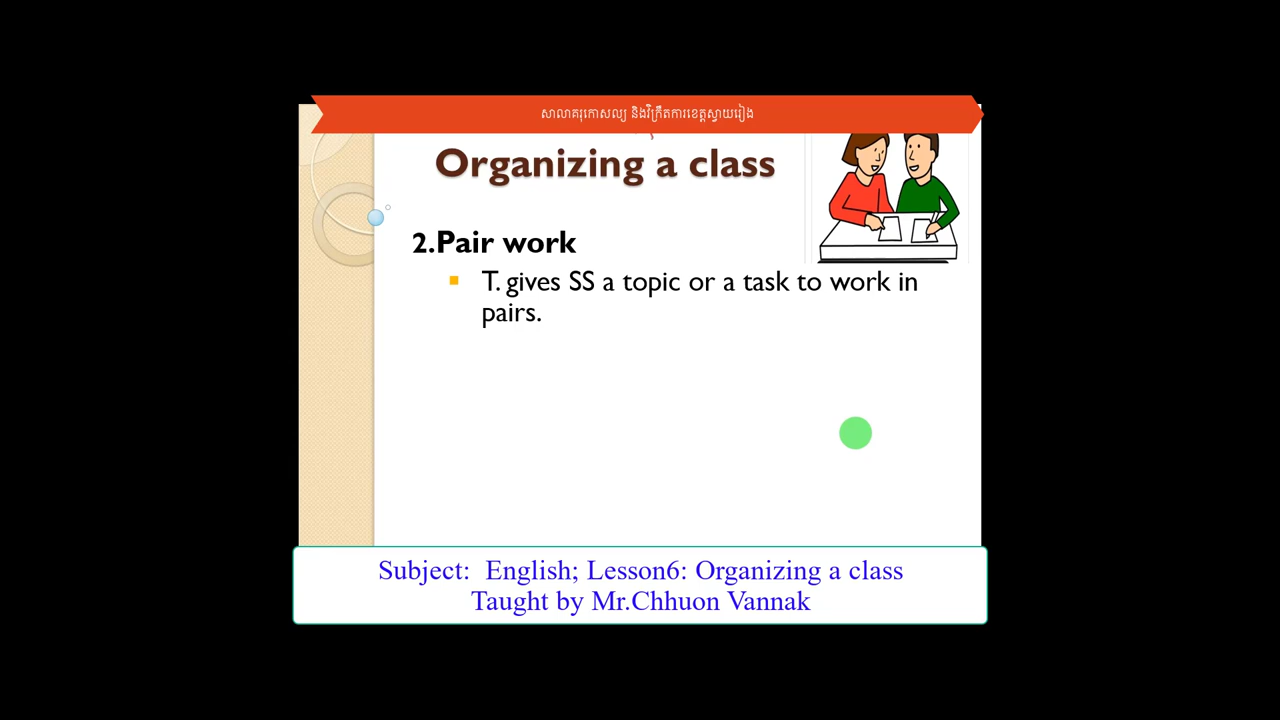 សាលាគរុកោសល្យ និងវិក្រឹតការខេត្តស្វាយរៀង
Organizing a class
2.Pair work
T. gives SS a topic or a task to work in
pairs.
Subject:  English; Lesson6: Organizing a class
Taught by Mr.Chhuon Vannak